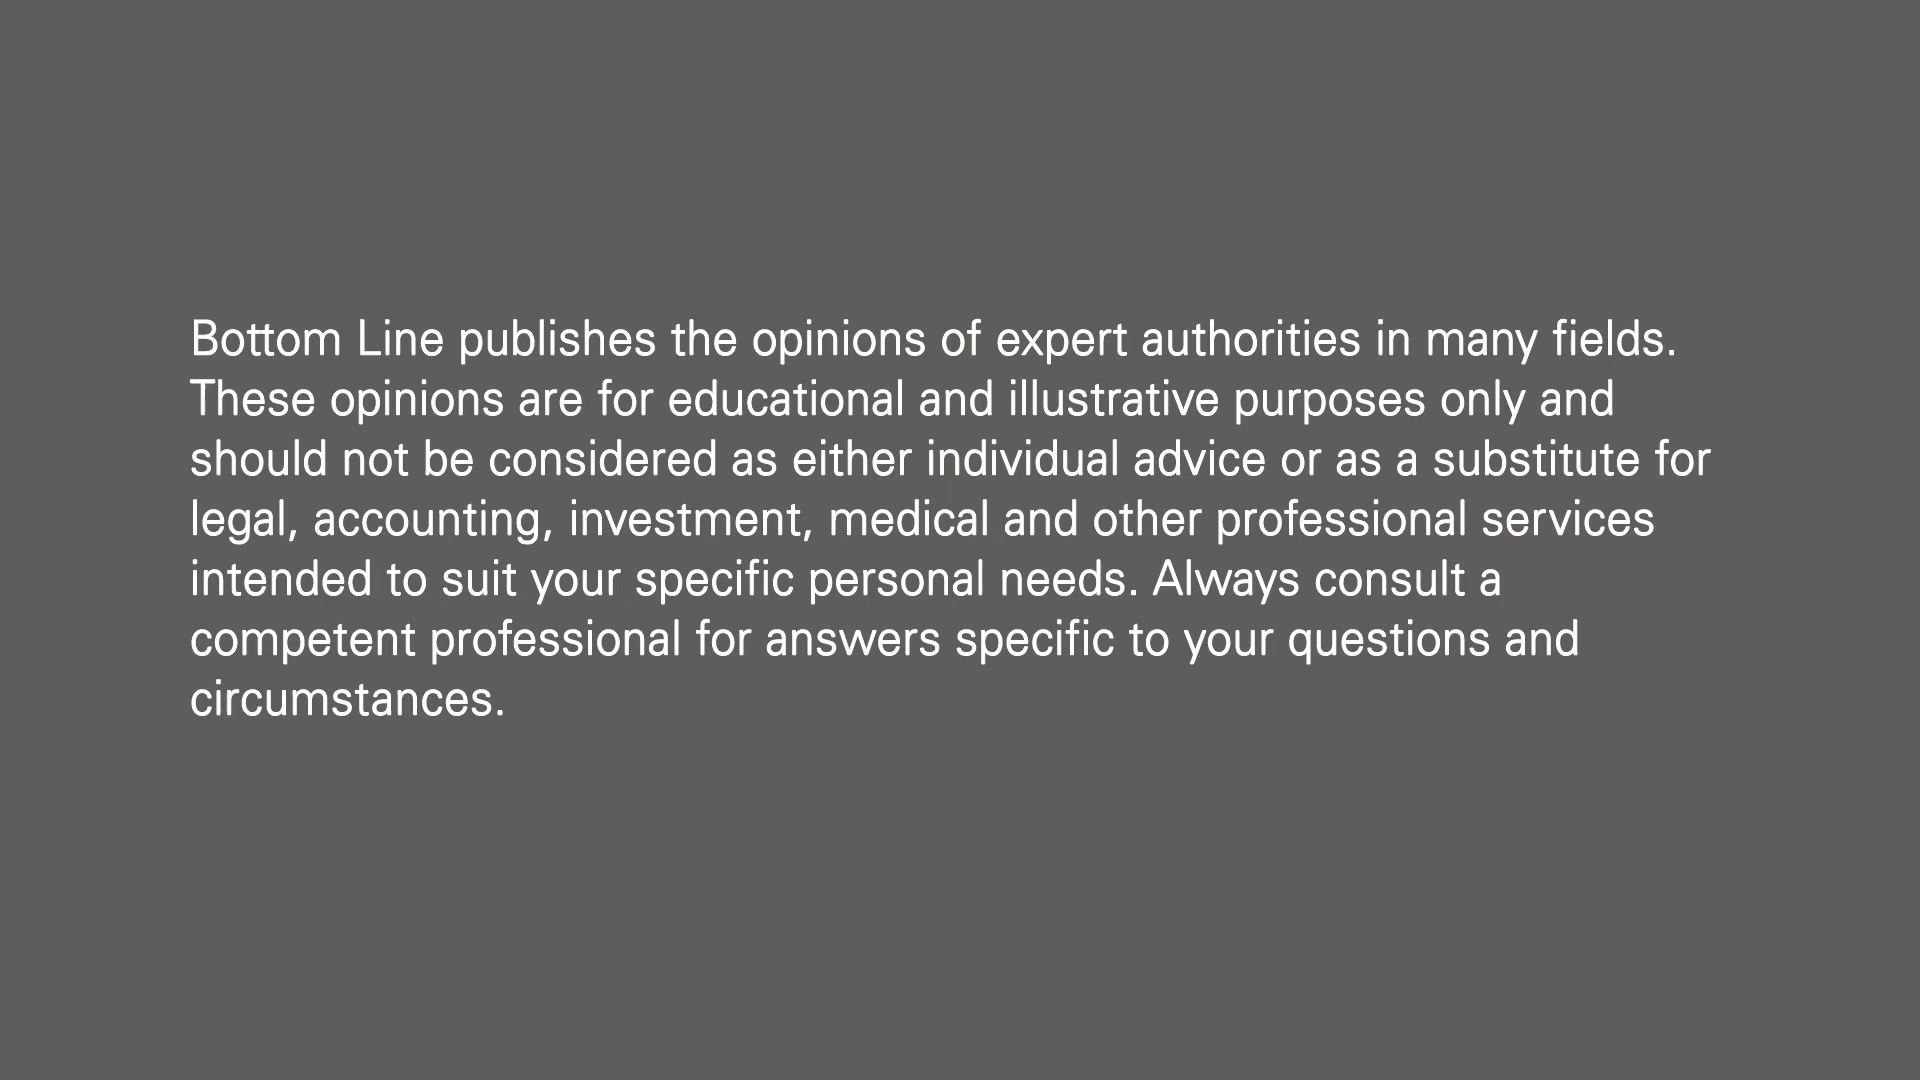 Bottom Line publishes the opinions of expert authorities in many fields.
These opinions are for educational and illustrative purposes only and
should not be considered as either individual advice or as a substitute for
legal, accounting, investment, medical and other professional services
intended to suit your specific personal needs. Always consult a
competent professional for answers specific to your questions and
circumstances.